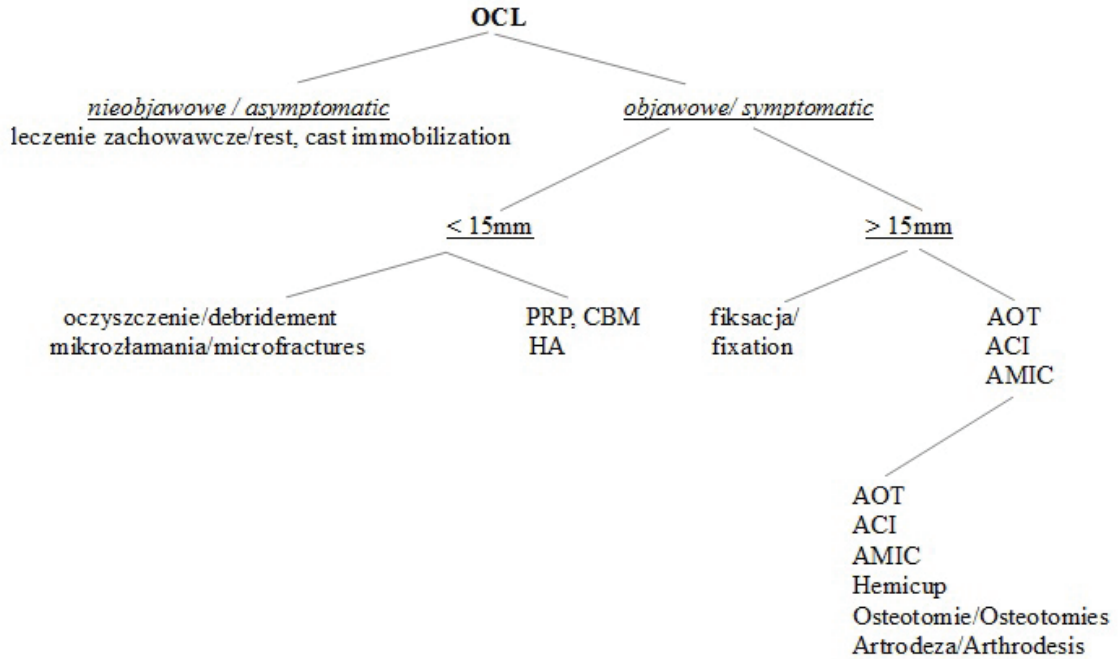 OCL
nieobjawowe / asymptomatic
leczenie zachowawcze/rest, cast immobilization
objawowe/ symptomatic
< 15mm
> 15mm
oczyszczenie/debridement
mikrozłamania/microfractures
PRP, CBM
HA
fiksacja/
fixation
AOT
ACI
AMIC
AOT
ACI
AMIC
Hemicup
Osteotomie/Osteotomies
Artrodeza/Arthrodesis